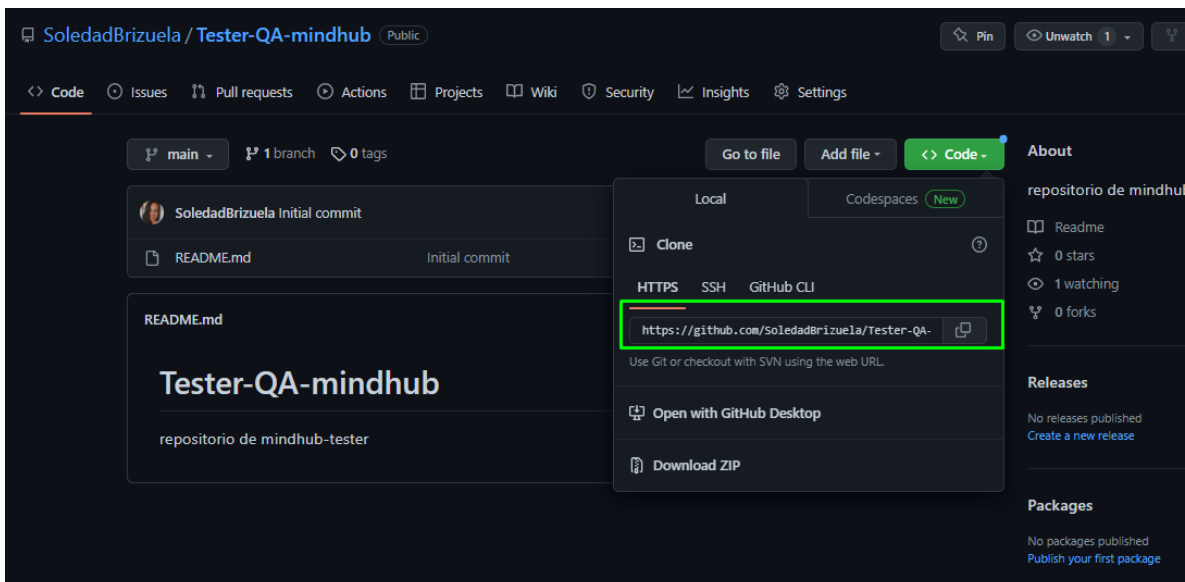 SoledadBrizuela / Tester-QA-mindhub Public
Pin
Unwatch 1
Code Issues Pull requests Actions Projects Wiki Security Insights Settings
main 1 branch 0 tags Go to file Add file Code
SoledadBrizuela Initial commit
README.md Initial commit
Local Codespaces New
Clone
HTTPS SSH GitHub CLI
https://github.com/SoledadBrizuela/Tester-QA-
Use Git or checkout with SVN using the web URL.
Open with GitHub Desktop
Download ZIP
README.md
Tester-QA-mindhub
repositorio de mindhub-tester
About
repositorio de mindhul
Readme
0 stars
1 watching
0 forks
Releases
No releases published
Create a new release
Packages
No packages published
Publish your first package